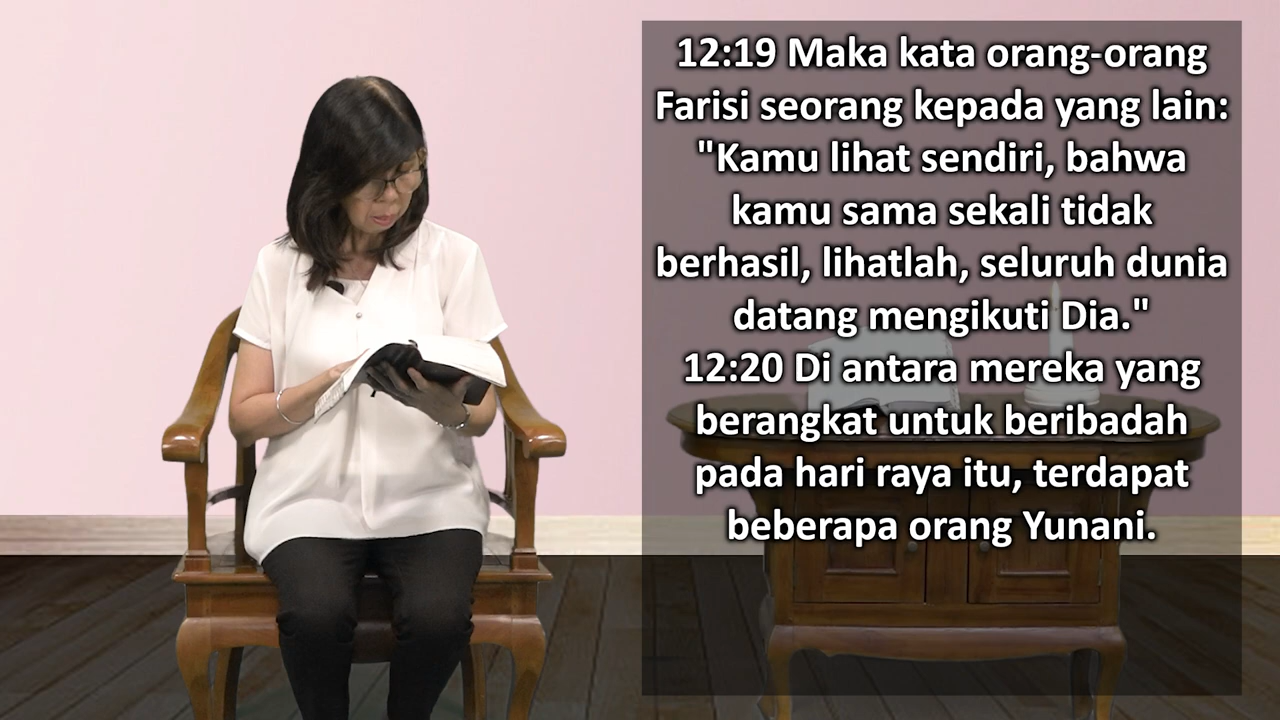 12:19 Maka kata orang-orang
Farisi seorang kepada yang lain:
"Kamu lihat sendiri, bahwa
kamu sama sekali tidak
berhasil, lihatlah, seluruh dunia
datang mengikuti Dia."
12:20 Di antara mereka yang
berangkat untuk beribadah
pada hari raya itu, terdapat
beberapa orang Yunani.